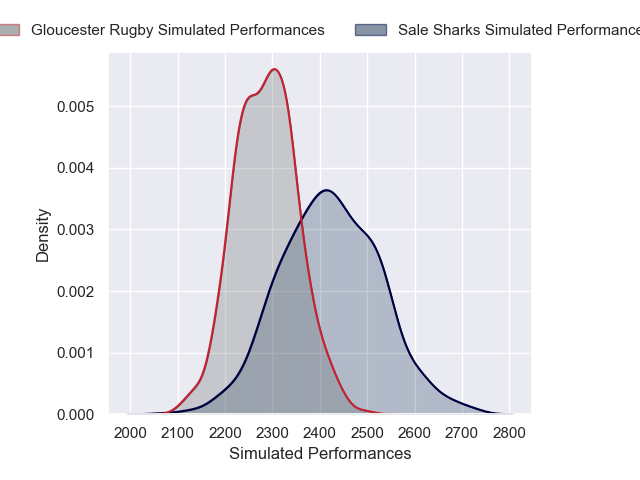 Gloucester Rugby Simulated Performances
Sale Sharks Simulated Performance
0.005
0.004
0.003
0.002
0.001
0.000
Density
2000 2100 2200 2300 2400 2500 2600 2700 2800
Simulated Performances